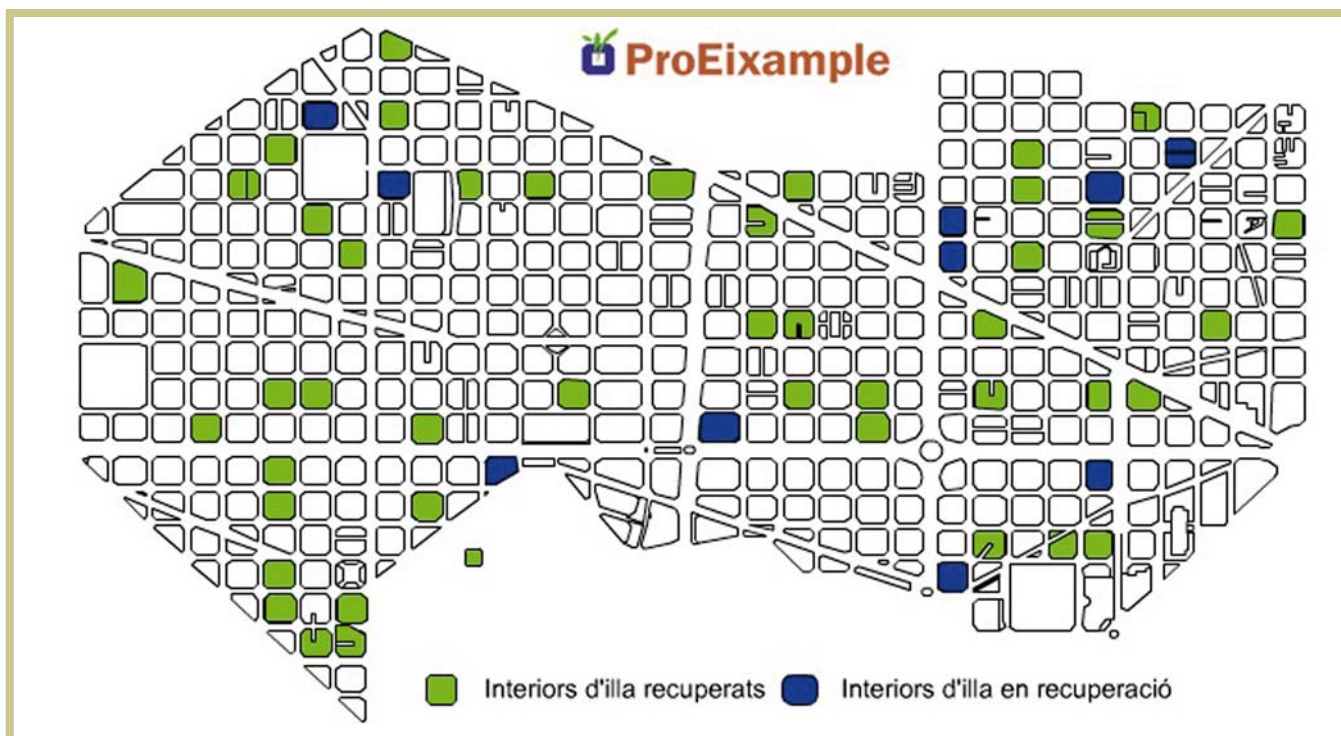 ProEixample
Interiors d'illa recuperats
Interiors d'illa en recuperació